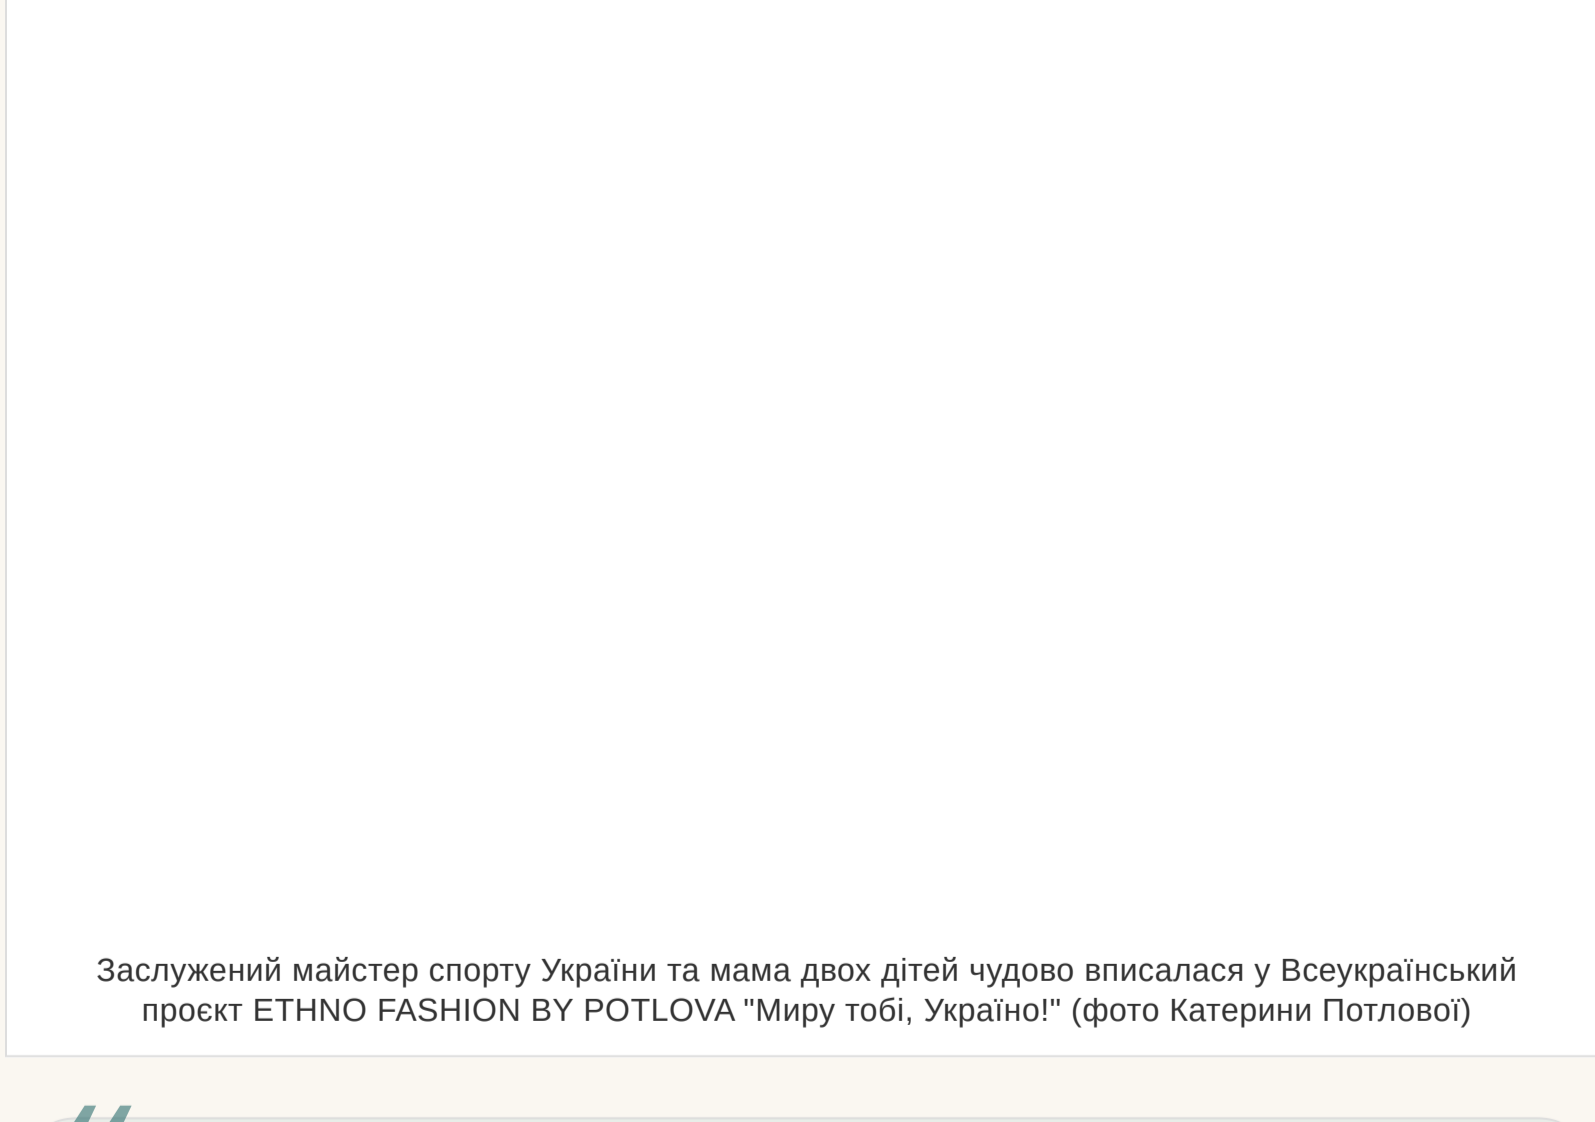 Заслужений майстер спорту України та мама двох дітей чудово вписалася у Всеукраїнський
проєкт ETHNO FASHION BY POTLOVA "Миру тобі, Україно!" (фото Катерини Потлової)